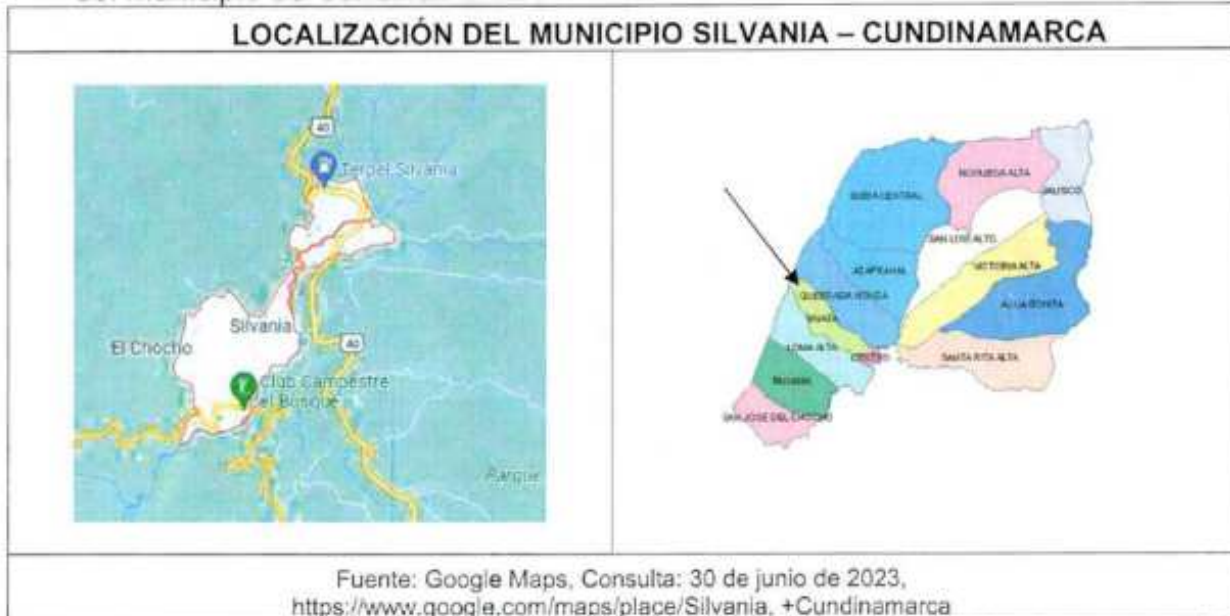 LOCALIZACIÓN DEL MUNICIPIO SILVANIA – CUNDINAMARCA
40
Terpel Silvania
Silvania
El Chocho
40
Club Campestre
el Bosque
Parque
NOVILLERO ALTA
JALISCO
SUBIA CENTRAL
SAN LUIS ALTO
VICTORIA ALTA
AZAFRANAL
QUEBRADA HONDA
AGUA BONITA
LOMA ALTA
CENTRO
SANTA RITA ALTA
SAN JOSE DEL CHOCHO
Fuente: Google Maps, Consulta: 30 de junio de 2023,
https://www.google.com/maps/place/Silvania, +Cundinamarca